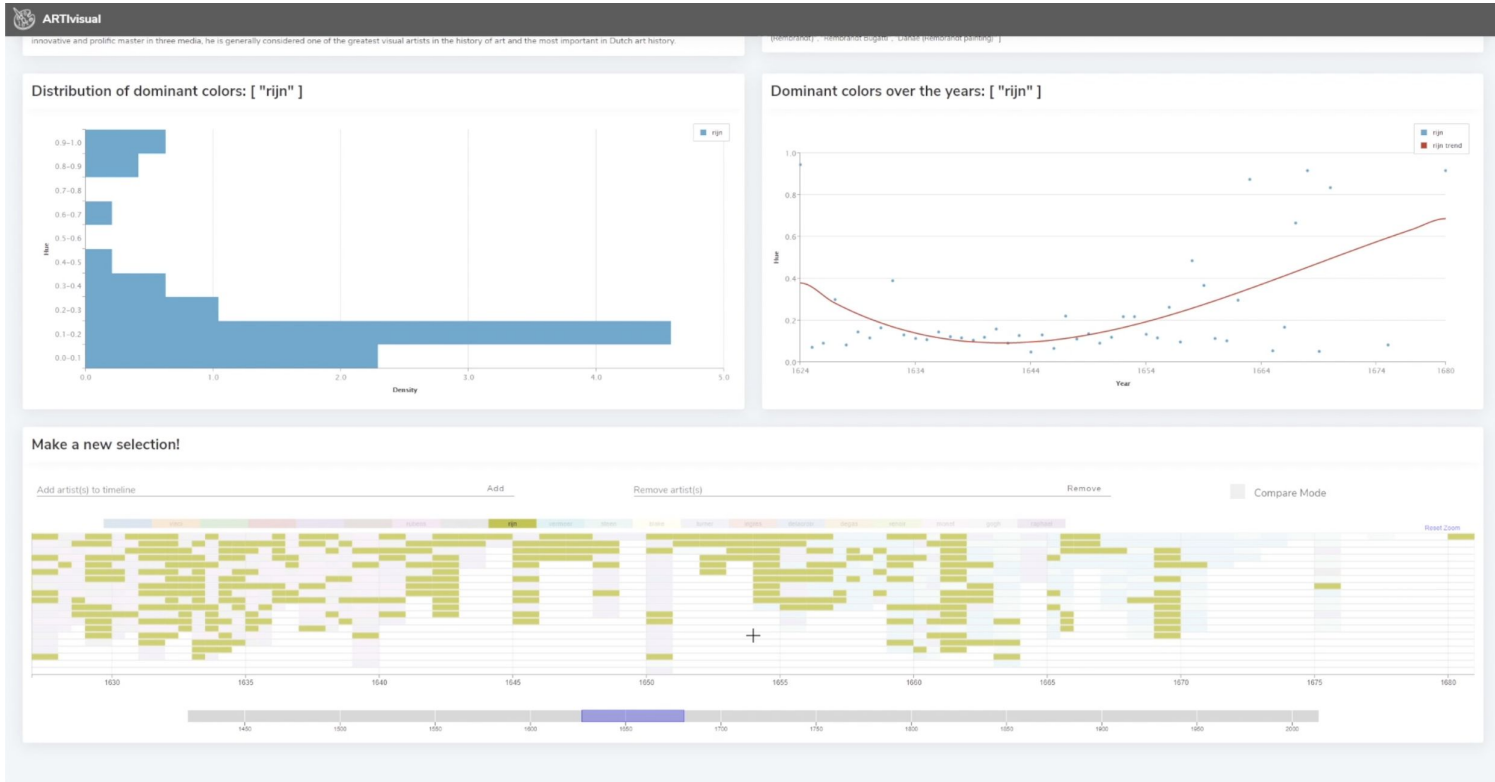 ARTIvisual
innovative and prolific master in three media, he is generally considered one of the greatest visual artists in the history of art and the most important in Dutch art history.
(Rembrandt)", "Rembrandt Bugatti", "Danaë (Rembrandt painting)" ]
Distribution of dominant colors: [ "rijn" ]
rijn
0.9–1.0
0.8–0.9
0.7–0.8
0.6–0.7
0.5–0.6
0.4–0.5
0.3–0.4
0.2–0.3
0.1–0.2
0.0–0.1
Hue
0.0 1.0 2.0 3.0 4.0 5.0
Density
Dominant colors over the years: [ "rijn" ]
rijn
rijn trend
1.0
0.8
0.6
0.4
0.2
0.0
Hue
1624 1634 1644 1654 1664 1674 1680
Year
Make a new selection!
Add artist(s) to timeline Add Remove artist(s) Remove Compare Mode
rijn turner
Reset Zoom
1630 1635 1640 1645 1650 1655 1660 1665 1670 1675 1680
1450 1500 1550 1600 1650 1700 1750 1800 1850 1900 1950 2000